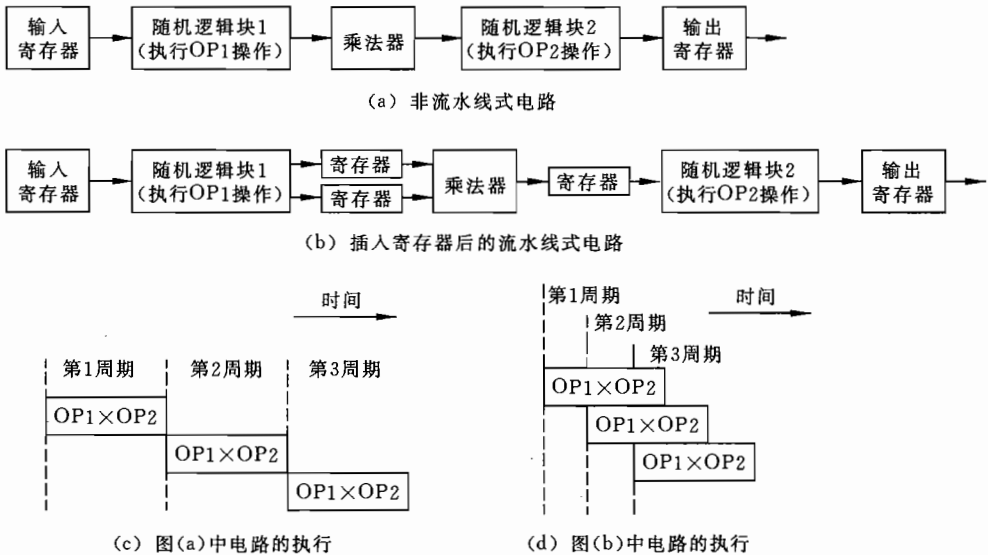 输入
寄存器
随机逻辑块1
(执行OP1操作)
乘法器
随机逻辑块2
(执行OP2操作)
输出
寄存器
(a) 非流水线式电路
输入
寄存器
随机逻辑块1
(执行OP1操作)
寄存器
寄存器
乘法器
寄存器
随机逻辑块2
(执行OP2操作)
输出
寄存器
(b) 插入寄存器后的流水线式电路
时间
第1周期
第2周期
第3周期
OP1×OP2
OP1×OP2
OP1×OP2
(c) 图(a)中电路的执行
第1周期
时间
第2周期
第3周期
OP1×OP2
OP1×OP2
OP1×OP2
(d) 图(b)中电路的执行